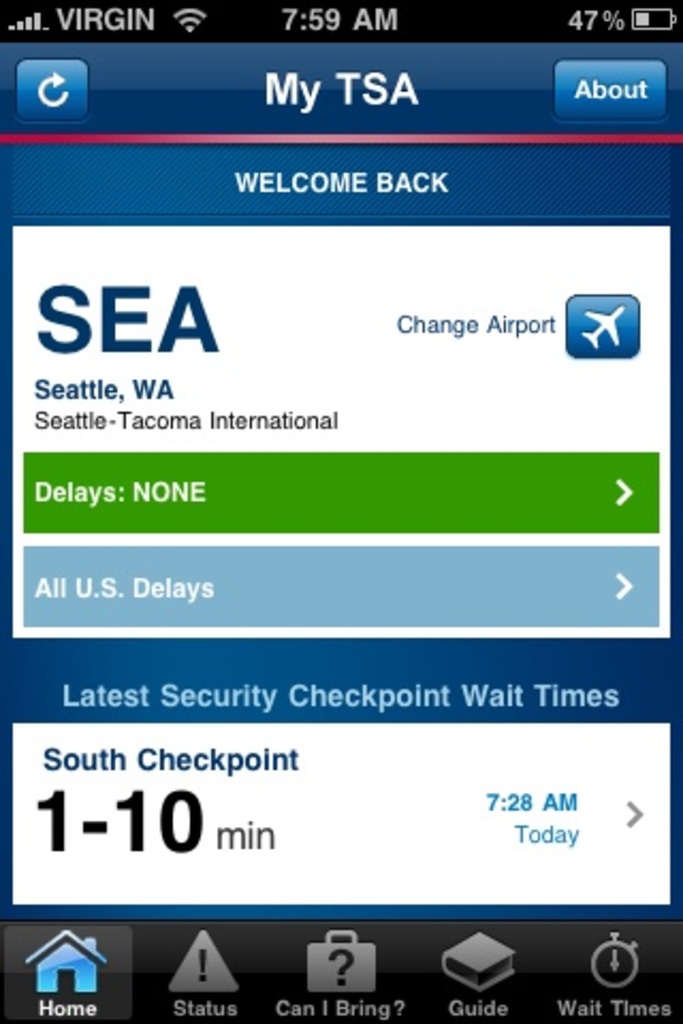 VIRGIN 7:59 AM 47%
My TSA About
WELCOME BACK
SEA
Change Airport
Seattle, WA
Seattle-Tacoma International
Delays: NONE
All U.S. Delays
Latest Security Checkpoint Wait Times
South Checkpoint
1-10 min
7:28 AM
Today
Home Status Can I Bring? Guide Wait TImes